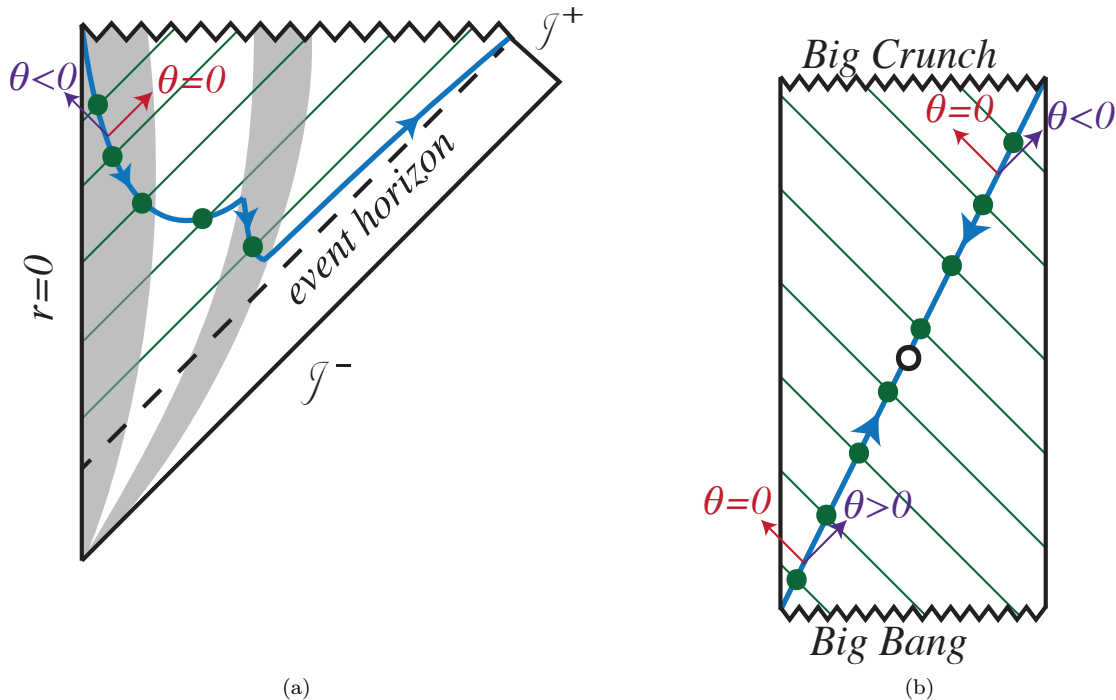 𝒥⁺
θ<0
θ=0
r=0
event horizon
𝒥⁻
(a)
Big Crunch
θ=0
θ<0
θ=0
θ>0
Big Bang
(b)